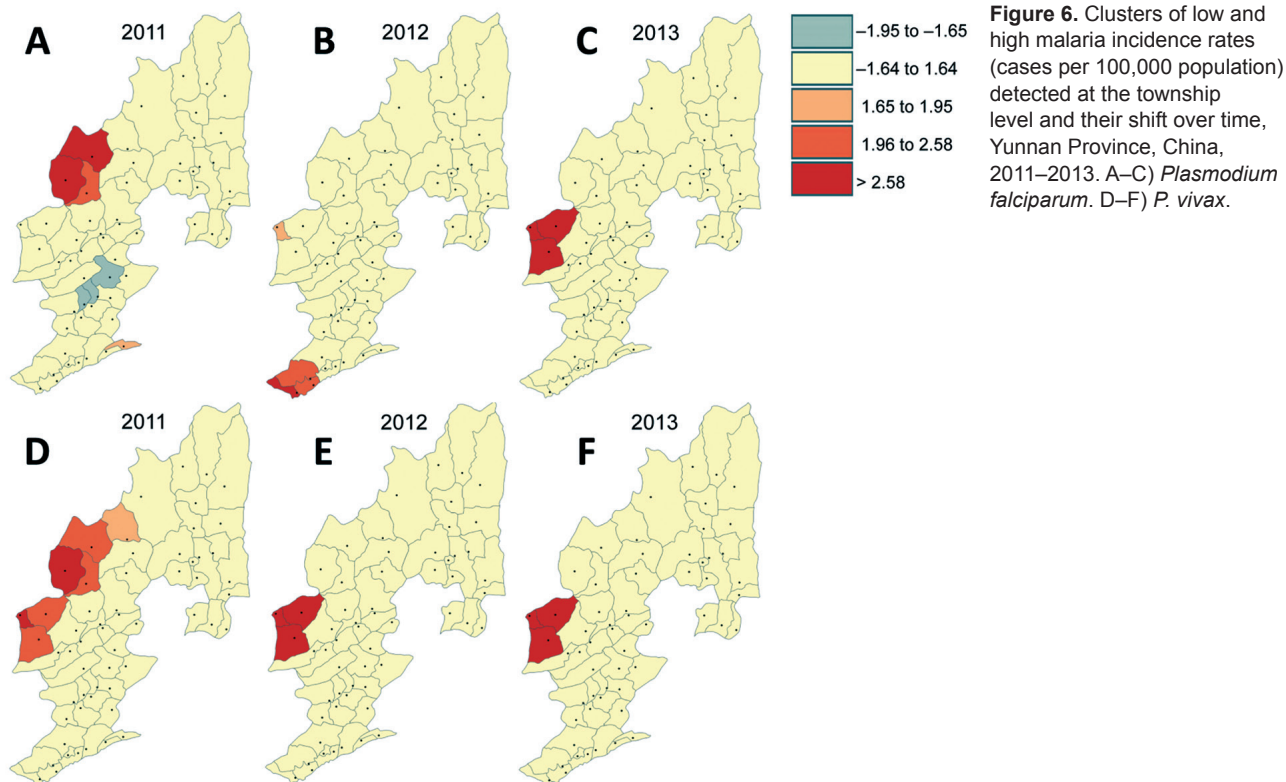 A
2011
B
2012
C
2013
–1.95 to –1.65
–1.64 to 1.64
1.65 to 1.95
1.96 to 2.58
> 2.58
Figure 6. Clusters of low and
high malaria incidence rates
(cases per 100,000 population)
detected at the township
level and their shift over time,
Yunnan Province, China,
2011–2013. A–C) Plasmodium
falciparum. D–F) P. vivax.
D
2011
E
2012
F
2013